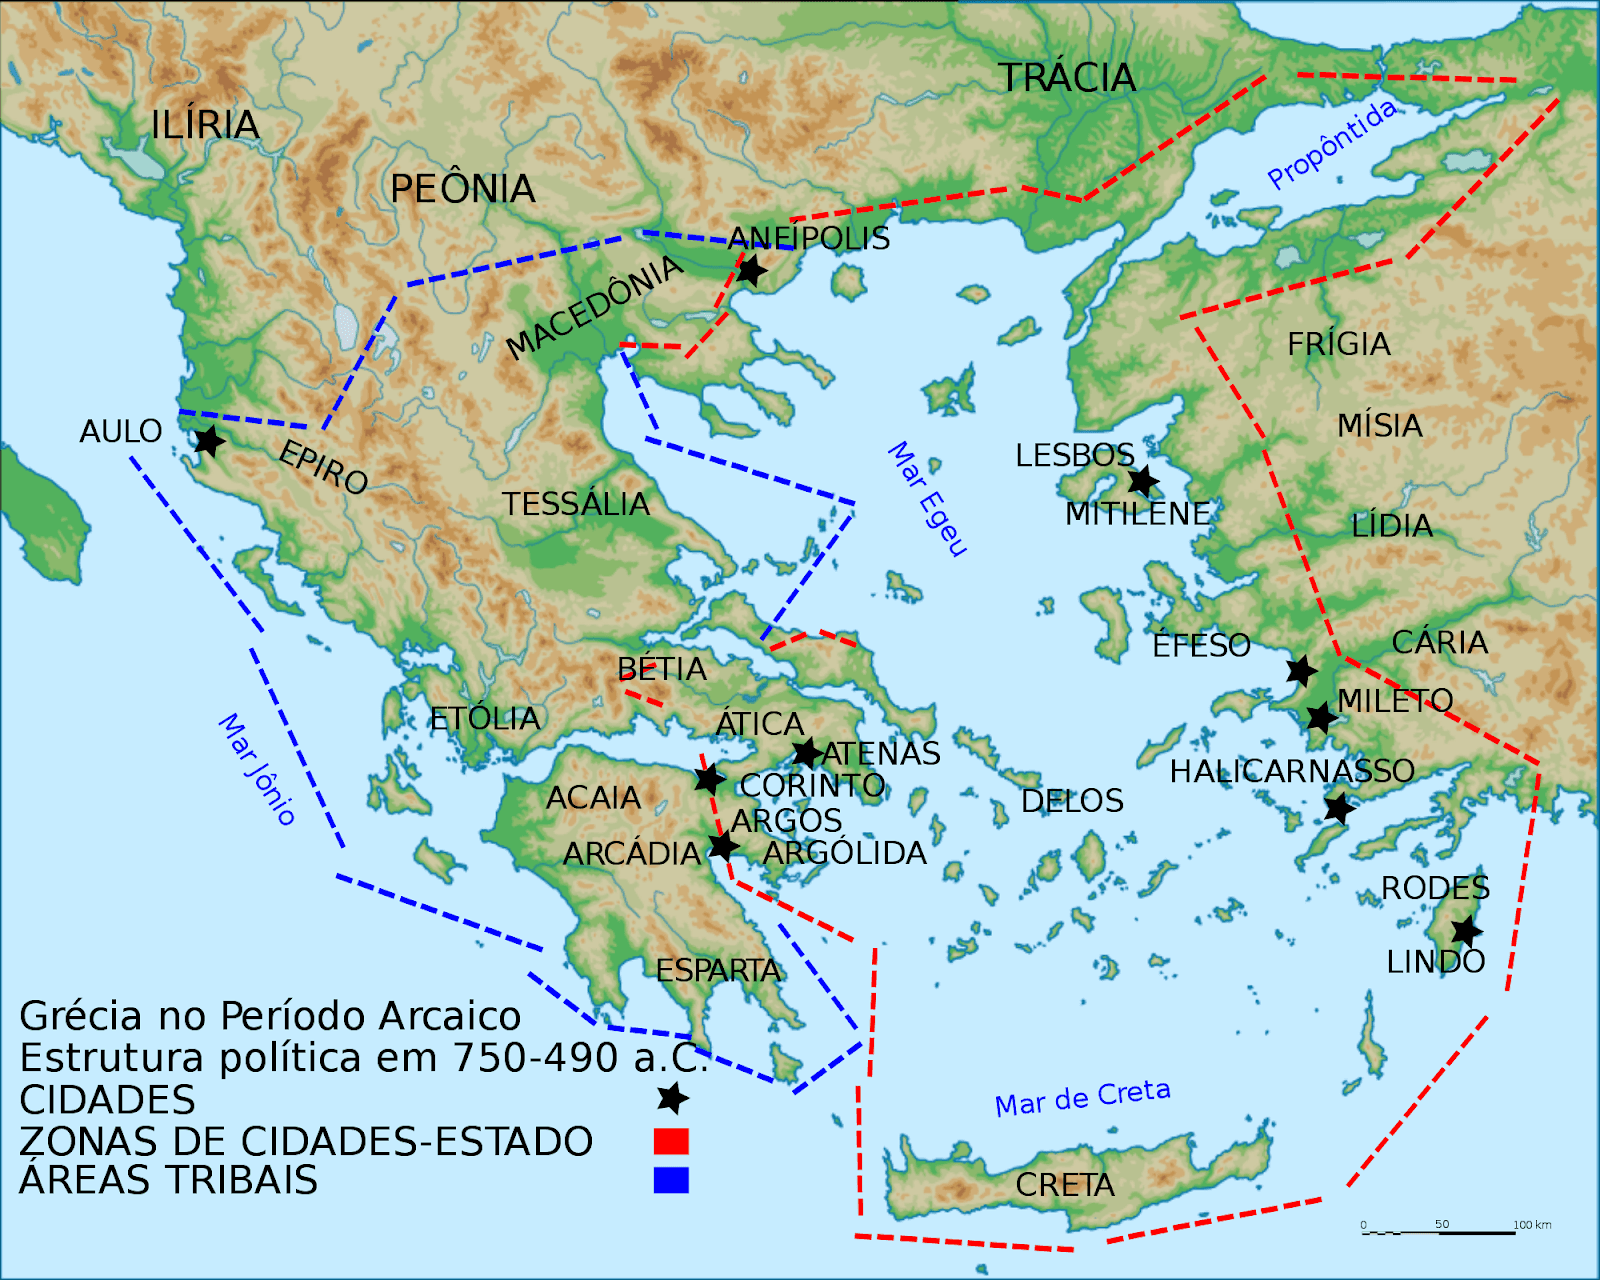 TRÁCIA
ILÍRIA
Propôntida
PEÔNIA
ANFÍPOLIS
MACEDÔNIA
FRÍGIA
MÍSIA
AULO
EPIRO
LESBOS
Mar Egeu
TESSÁLIA
MITILENE
LÍDIA
ÉFESO
CÁRIA
BÉTIA
MILETO
ETÓLIA
ÁTICA
ATENAS
Mar Jônio
HALICARNASSO
CORINTO
ACAIA
DELOS
ARGOS
ARCÁDIA
ARGÓLIDA
RODES
LINDO
ESPARTA
Grécia no Período Arcaico
Estrutura política em 750-490 a.C.
CIDADES
ZONAS DE CIDADES-ESTADO
ÁREAS TRIBAIS
Mar de Creta
CRETA
0 50 100 km